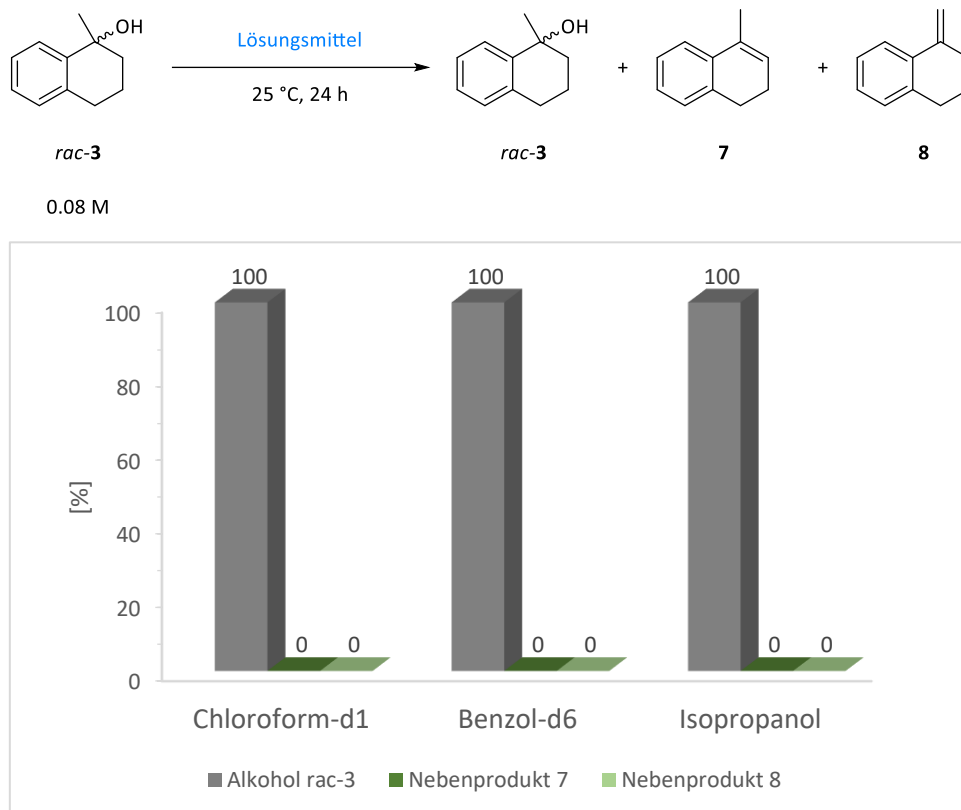 OH
Lösungsmittel
25 °C, 24 h
OH
+
+
rac-3
rac-3
7
8
0.08 M
100
100
100
100
80
60
40
20
0
[%]
0 0
0 0
0 0
Chloroform-d1
Benzol-d6
Isopropanol
Alkohol rac-3
Nebenprodukt 7
Nebenprodukt 8